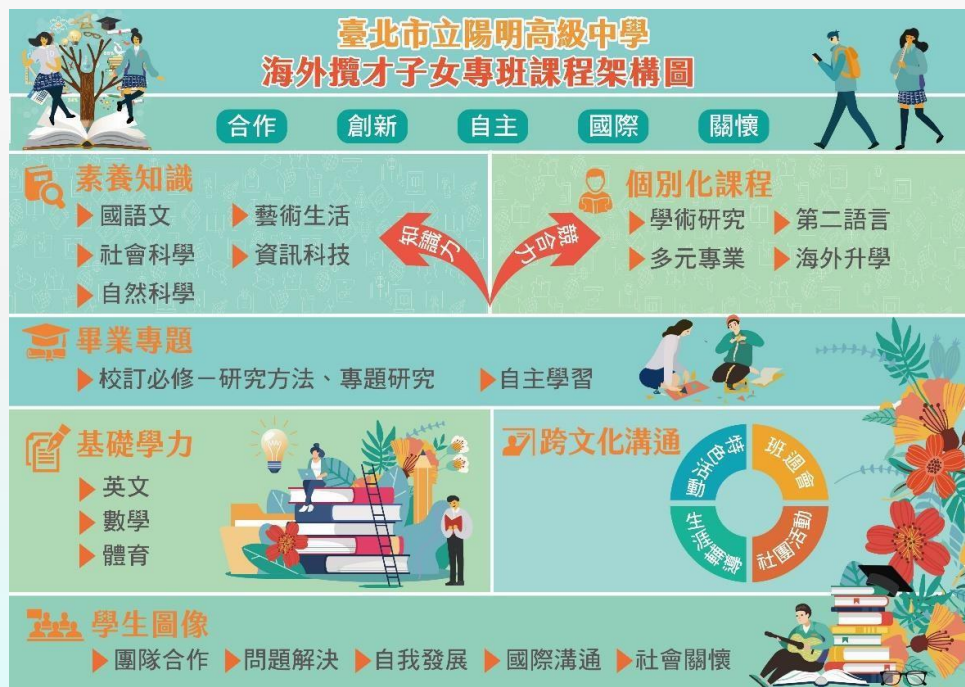 臺北市立陽明高級中學
海外攬才子女專班課程架構圖
合作 創新 自主 國際 關懷
素養知識
國語文 藝術生活
社會科學 資訊科技
自然科學
知識力
競合力
個別化課程
學術研究 第二語言
多元專業 海外升學
畢業專題
校訂必修－研究方法、專題研究 自主學習
基礎學力
英文
數學
體育
跨文化溝通
特色活動
班週會
生涯輔導
社團活動
學生圖像
團隊合作 問題解決 自我發展 國際溝通 社會關懷